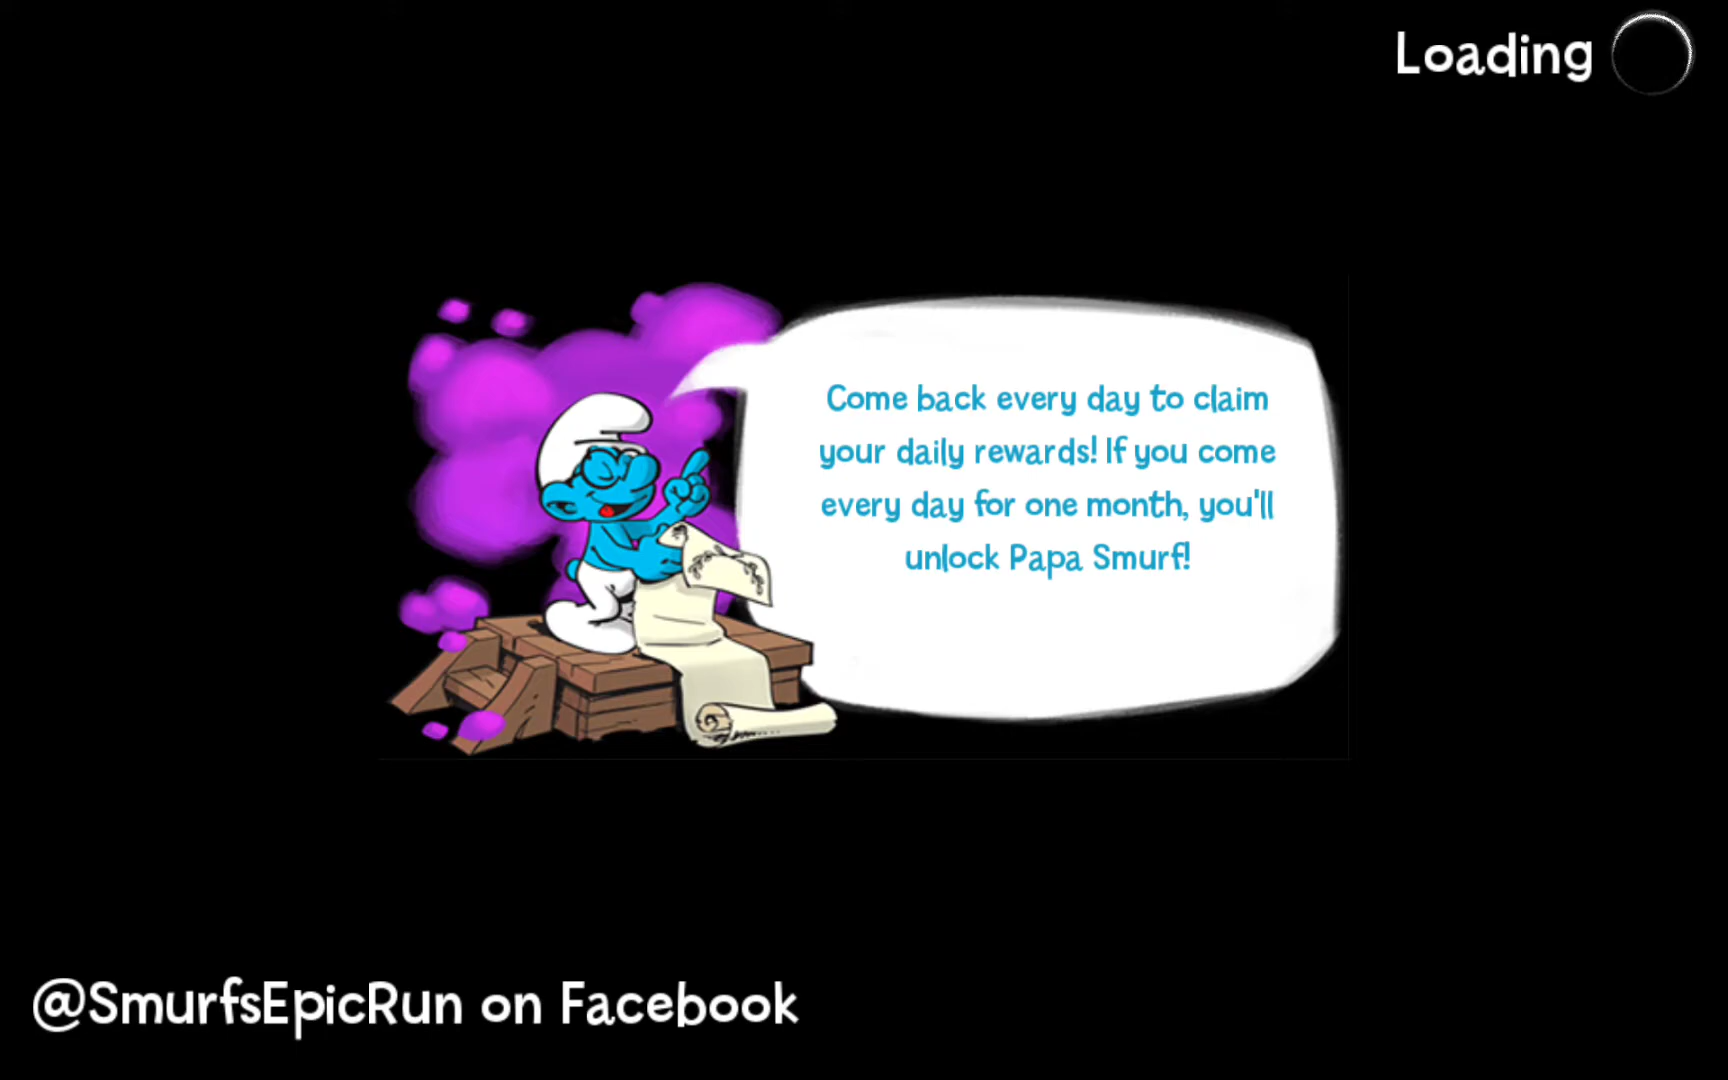 Loading
Come back every day to claim
your daily rewards! If you come
every day for one month, you'll
unlock Papa Smurf!
@SmurfsEpicRun on Facebook